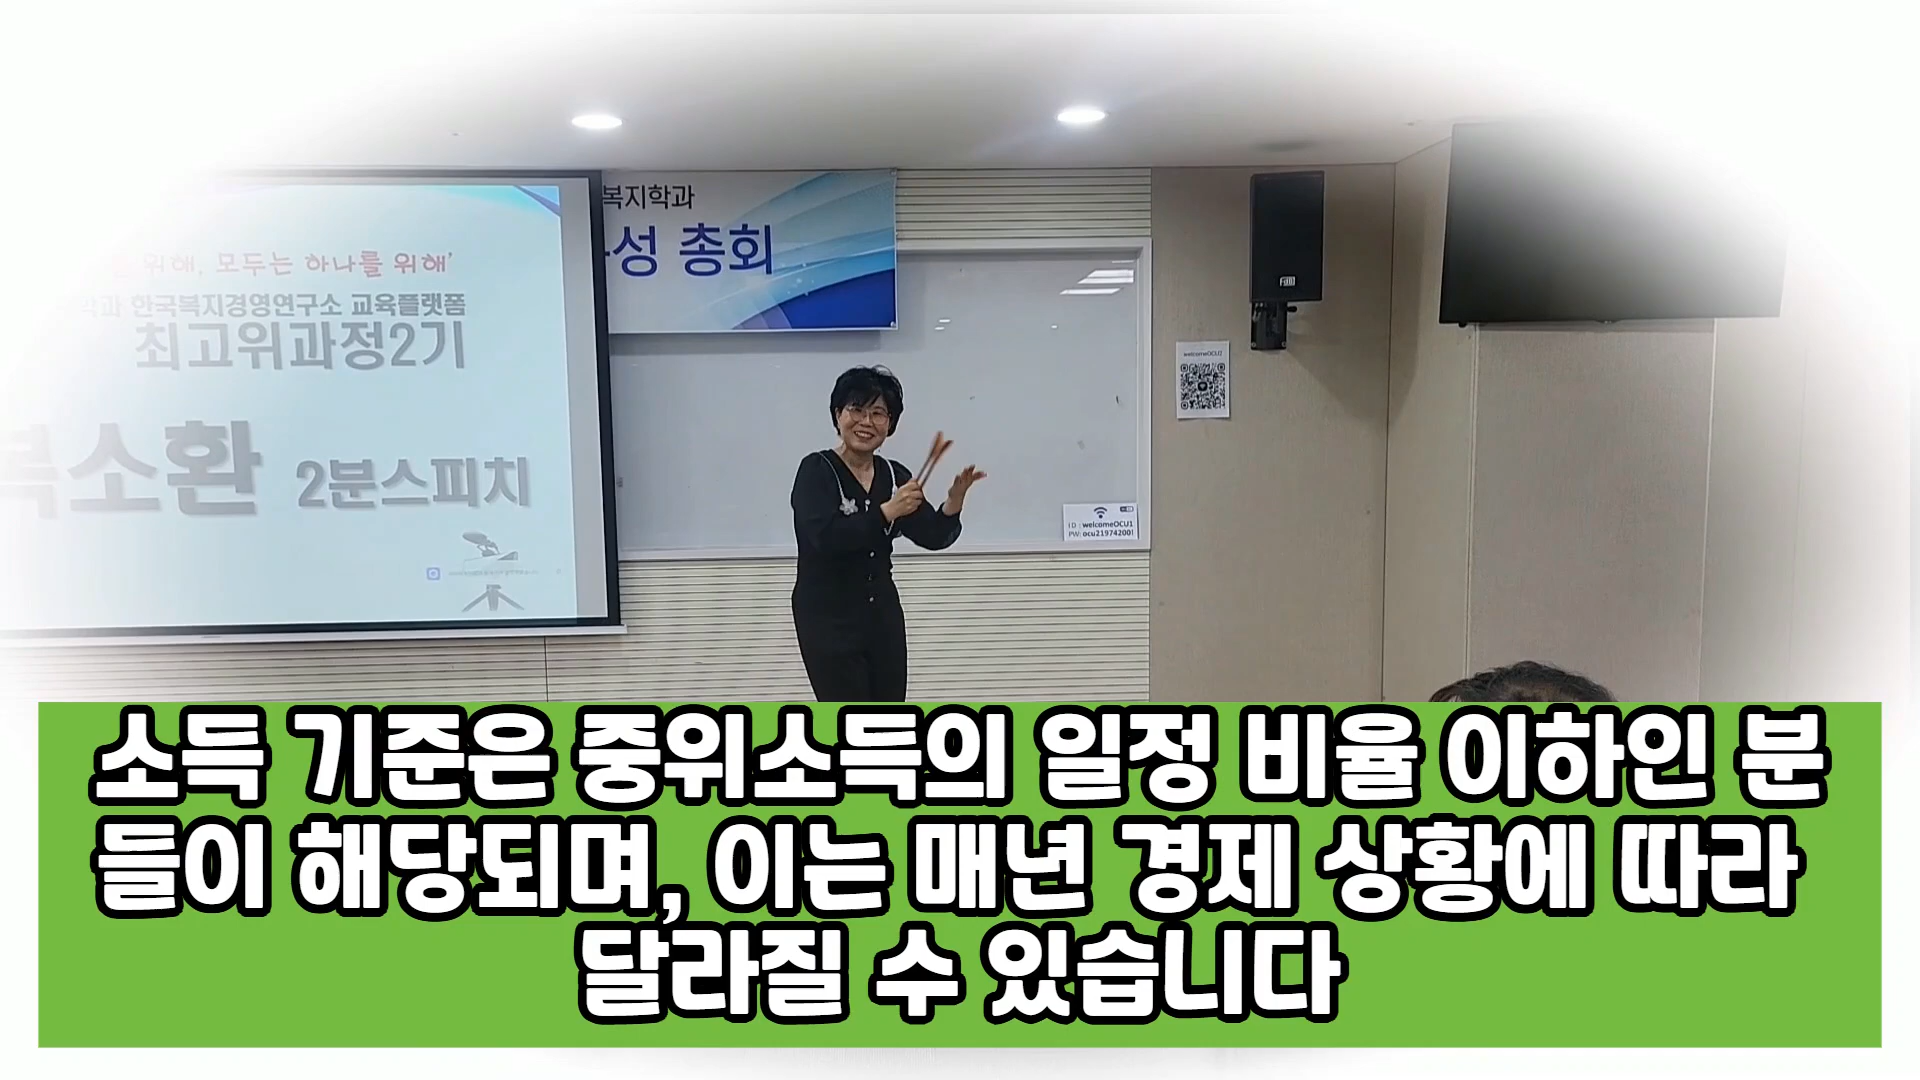 위해, 모두는 하나를 위해'
학과 한국복지경영연구소 교육플랫폼
최고위과정2기
복소환 2분스피치
복지학과
성 총회
welcomeOCU2
ID : welcomeOCU1
PW: ocu21974200!
소득 기준은 중위소득의 일정 비율 이하인 분
들이 해당되며, 이는 매년 경제 상황에 따라
달라질 수 있습니다